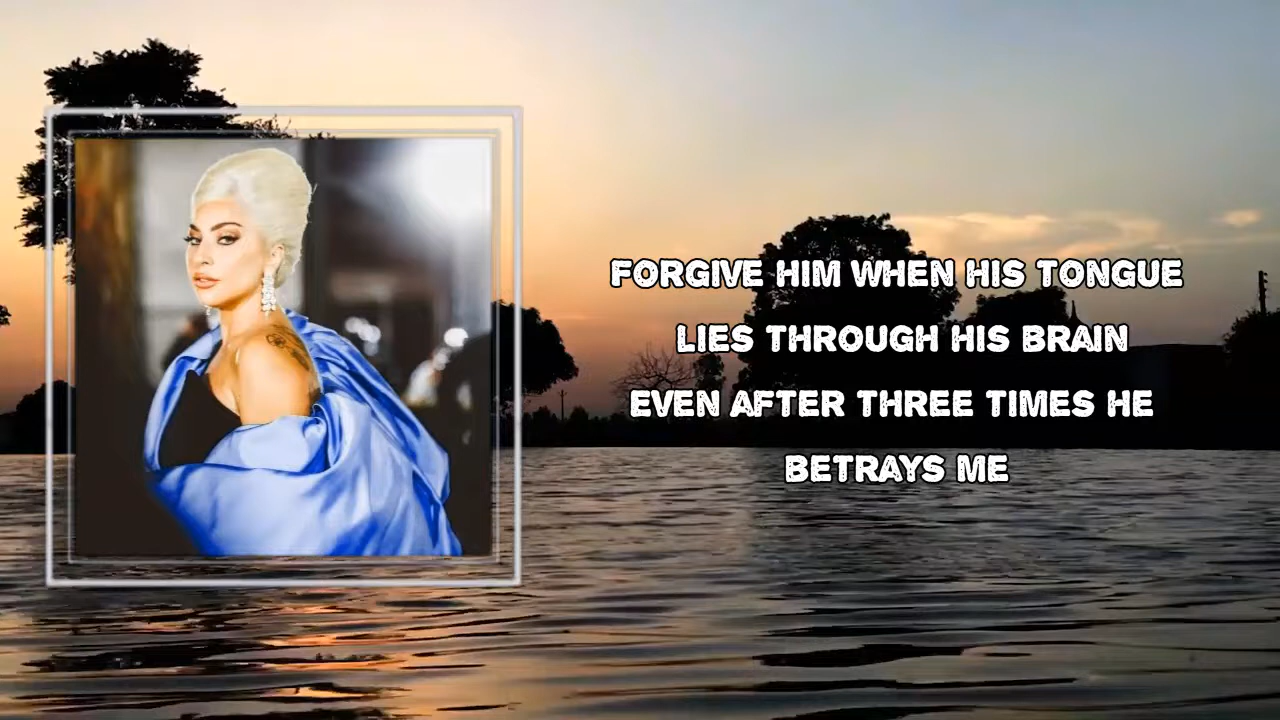 FORGIVE HIM WHEN HIS TONGUE
LIES THROUGH HIS BRAIN
EVEN AFTER THREE TIMES HE
BETRAYS ME